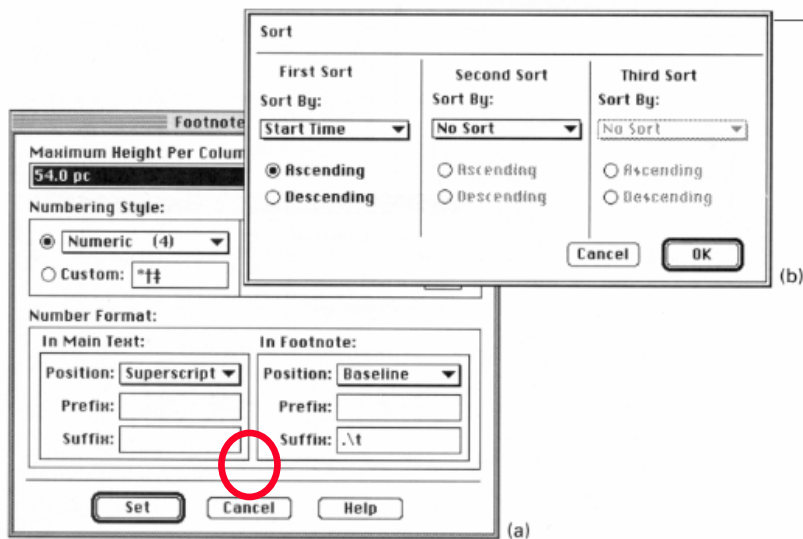 Sort
First Sort
Second Sort
Third Sort
Sort By:
Sort By:
Sort By:
Start Time
No Sort
No Sort
Ascending
Ascending
Ascending
Descending
Descending
Descending
Cancel
OK
(b)
Footnote
Maximum Height Per Colum
54.0 pc
Numbering Style:
Numeric (4)
Custom: *†‡
Number Format:
In Main Text:
In Footnote:
Position: Superscript
Position: Baseline
Prefix:
Prefix:
Suffix:
Suffix: .\t
Set
Cancel
Help
(a)